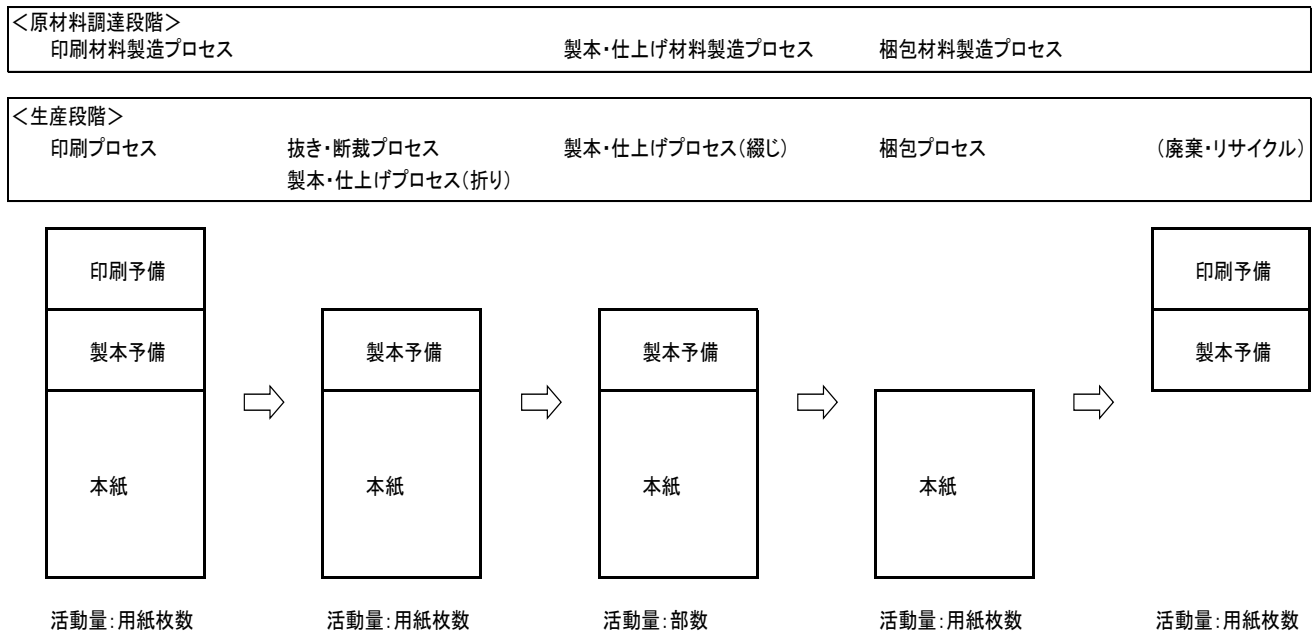 ＜原材料調達段階＞
印刷材料製造プロセス 製本・仕上げ材料製造プロセス 梱包材料製造プロセス
＜生産段階＞
印刷プロセス 抜き・断裁プロセス 製本・仕上げプロセス（綴じ） 梱包プロセス （廃棄・リサイクル）
製本・仕上げプロセス（折り）
印刷予備 印刷予備
製本予備 製本予備 製本予備 製本予備
本紙 本紙 本紙 本紙
活動量：用紙枚数 活動量：用紙枚数 活動量：部数 活動量：用紙枚数 活動量：用紙枚数